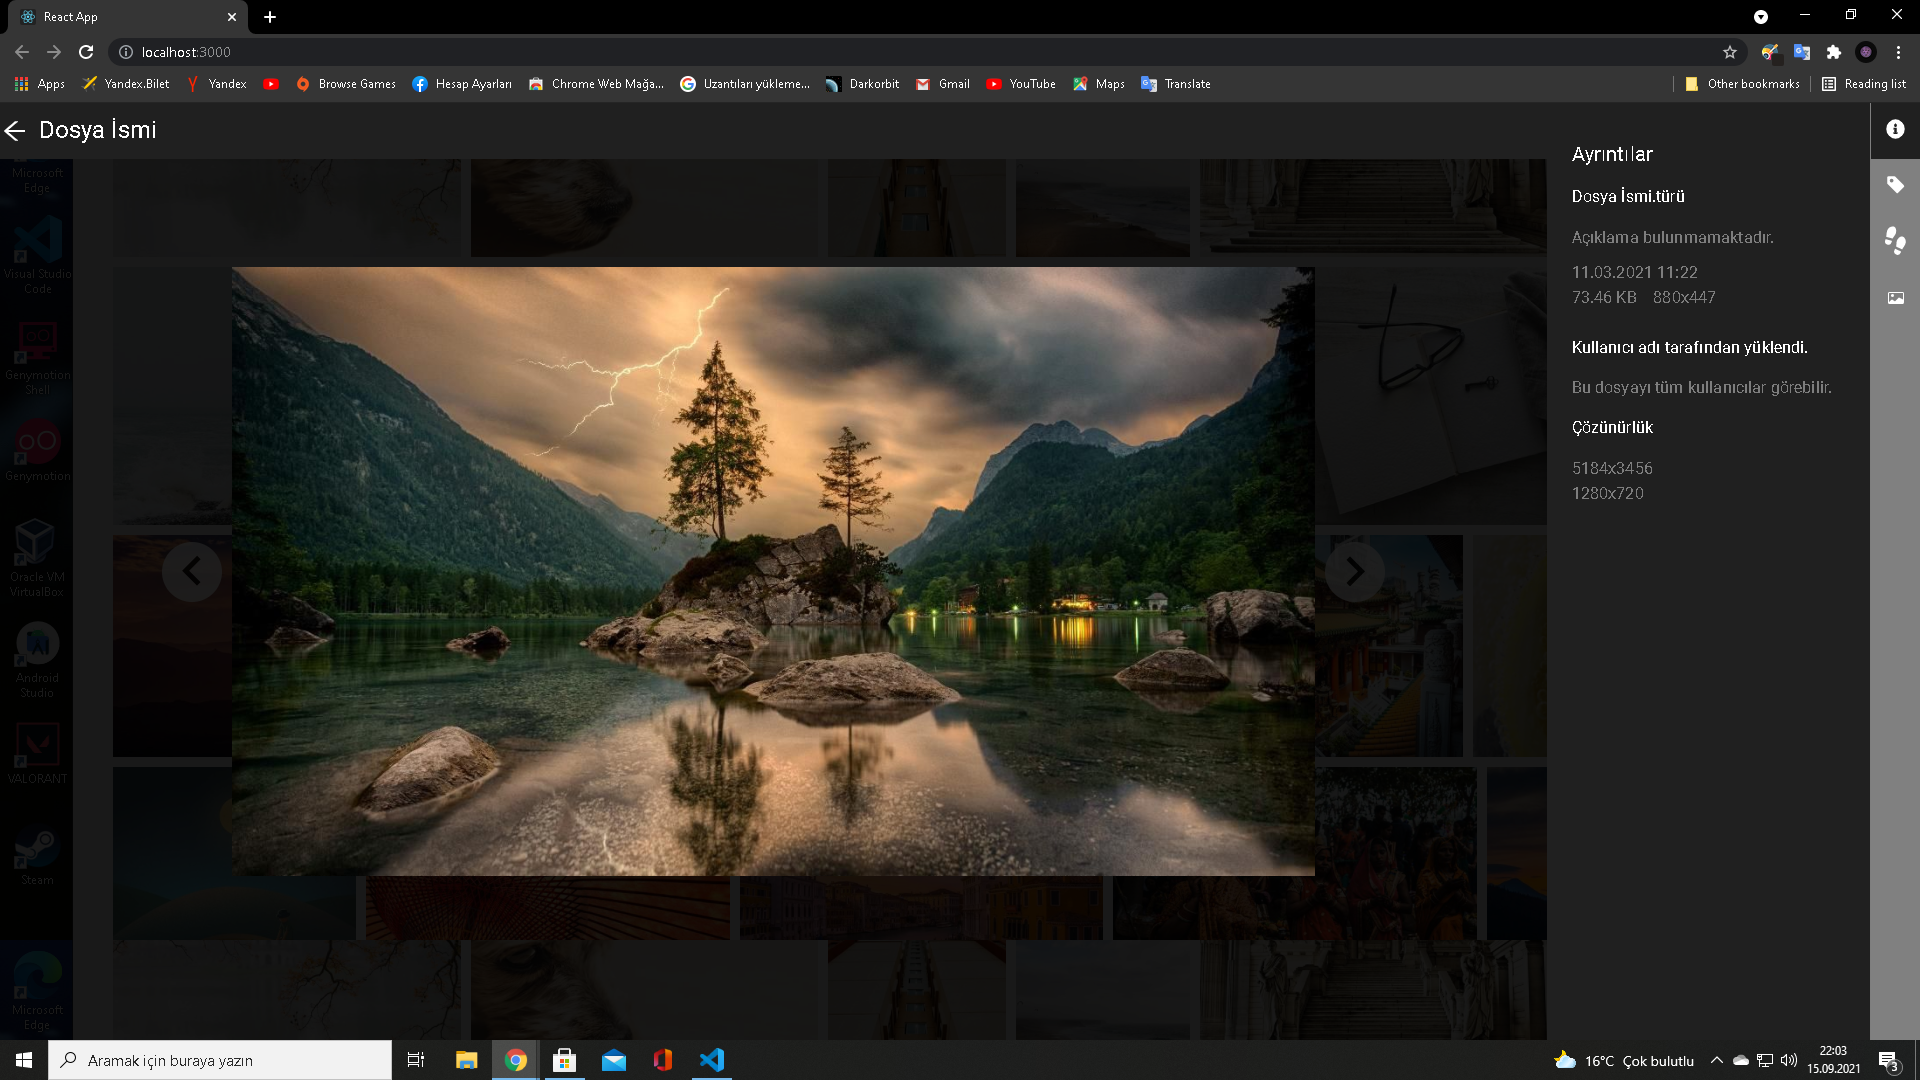 React App
localhost:3000
Apps
Yandex.Bilet
Yandex
Browse Games
Hesap Ayarları
Chrome Web Mağa...
Uzantıları yükleme...
Darkorbit
Gmail
YouTube
Maps
Translate
Other bookmarks
Reading list
Dosya İsmi
Microsoft
Edge
Visual Studio
Code
Genymotion
Shell
Genymotion
Oracle VM
VirtualBox
Android
Studio
VALORANT
Steam
Microsoft
Edge
Ayrıntılar
Dosya İsmi.türü
Açıklama bulunmamaktadır.
11.03.2021 11:22
73.46 KB 880x447
Kullanıcı adı tarafından yüklendi.
Bu dosyayı tüm kullanıcılar görebilir.
Çözünürlük
5184x3456
1280x720
Aramak için buraya yazın
16°C Çok bulutlu
22:03
15.09.2021
3